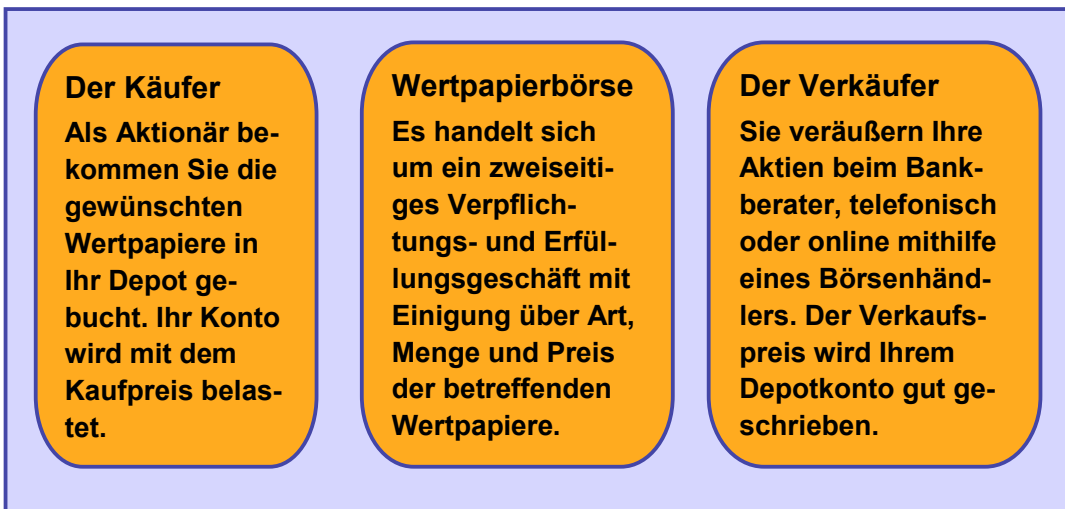 Der Käufer
Als Aktionär be-
kommen Sie die
gewünschten
Wertpapiere in
Ihr Depot ge-
bucht. Ihr Konto
wird mit dem
Kaufpreis belas-
tet.
Wertpapierbörse
Es handelt sich
um ein zweiseiti-
ges Verpflich-
tungs- und Erfül-
lungsgeschäft mit
Einigung über Art,
Menge und Preis
der betreffenden
Wertpapiere.
Der Verkäufer
Sie veräußern Ihre
Aktien beim Bank-
berater, telefonisch
oder online mithilfe
eines Börsenhänd-
lers. Der Verkaufs-
preis wird Ihrem
Depotkonto gut ge-
schrieben.